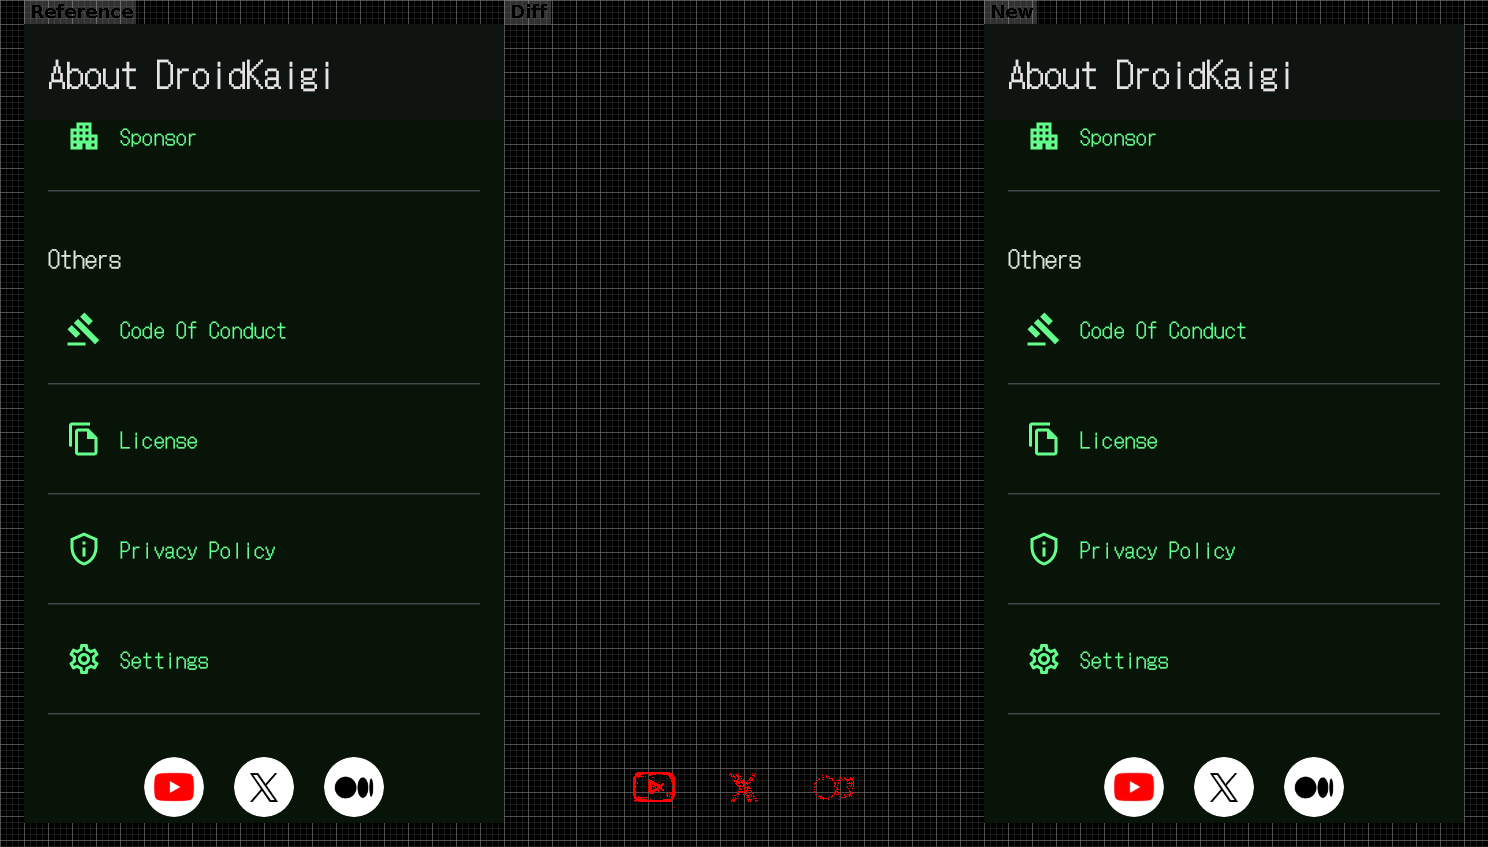 Reference
Diff
New
About DroidKaigi
About DroidKaigi
Sponsor
Sponsor
Others
Others
Code Of Conduct
Code Of Conduct
License
License
Privacy Policy
Privacy Policy
Settings
Settings